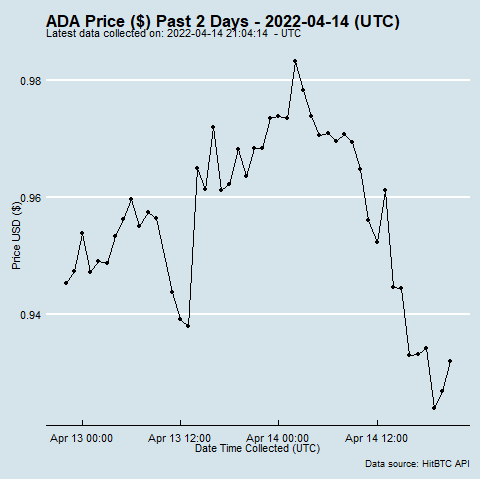 ADA Price ($) Past 2 Days - 2022-04-14 (UTC)
Latest data collected on: 2022-04-14 21:04:14  - UTC
0.98
0.96
0.94
Price USD ($)
Apr 13 00:00
Apr 13 12:00
Apr 14 00:00
Apr 14 12:00
Date Time Collected (UTC)
Data source: HitBTC API